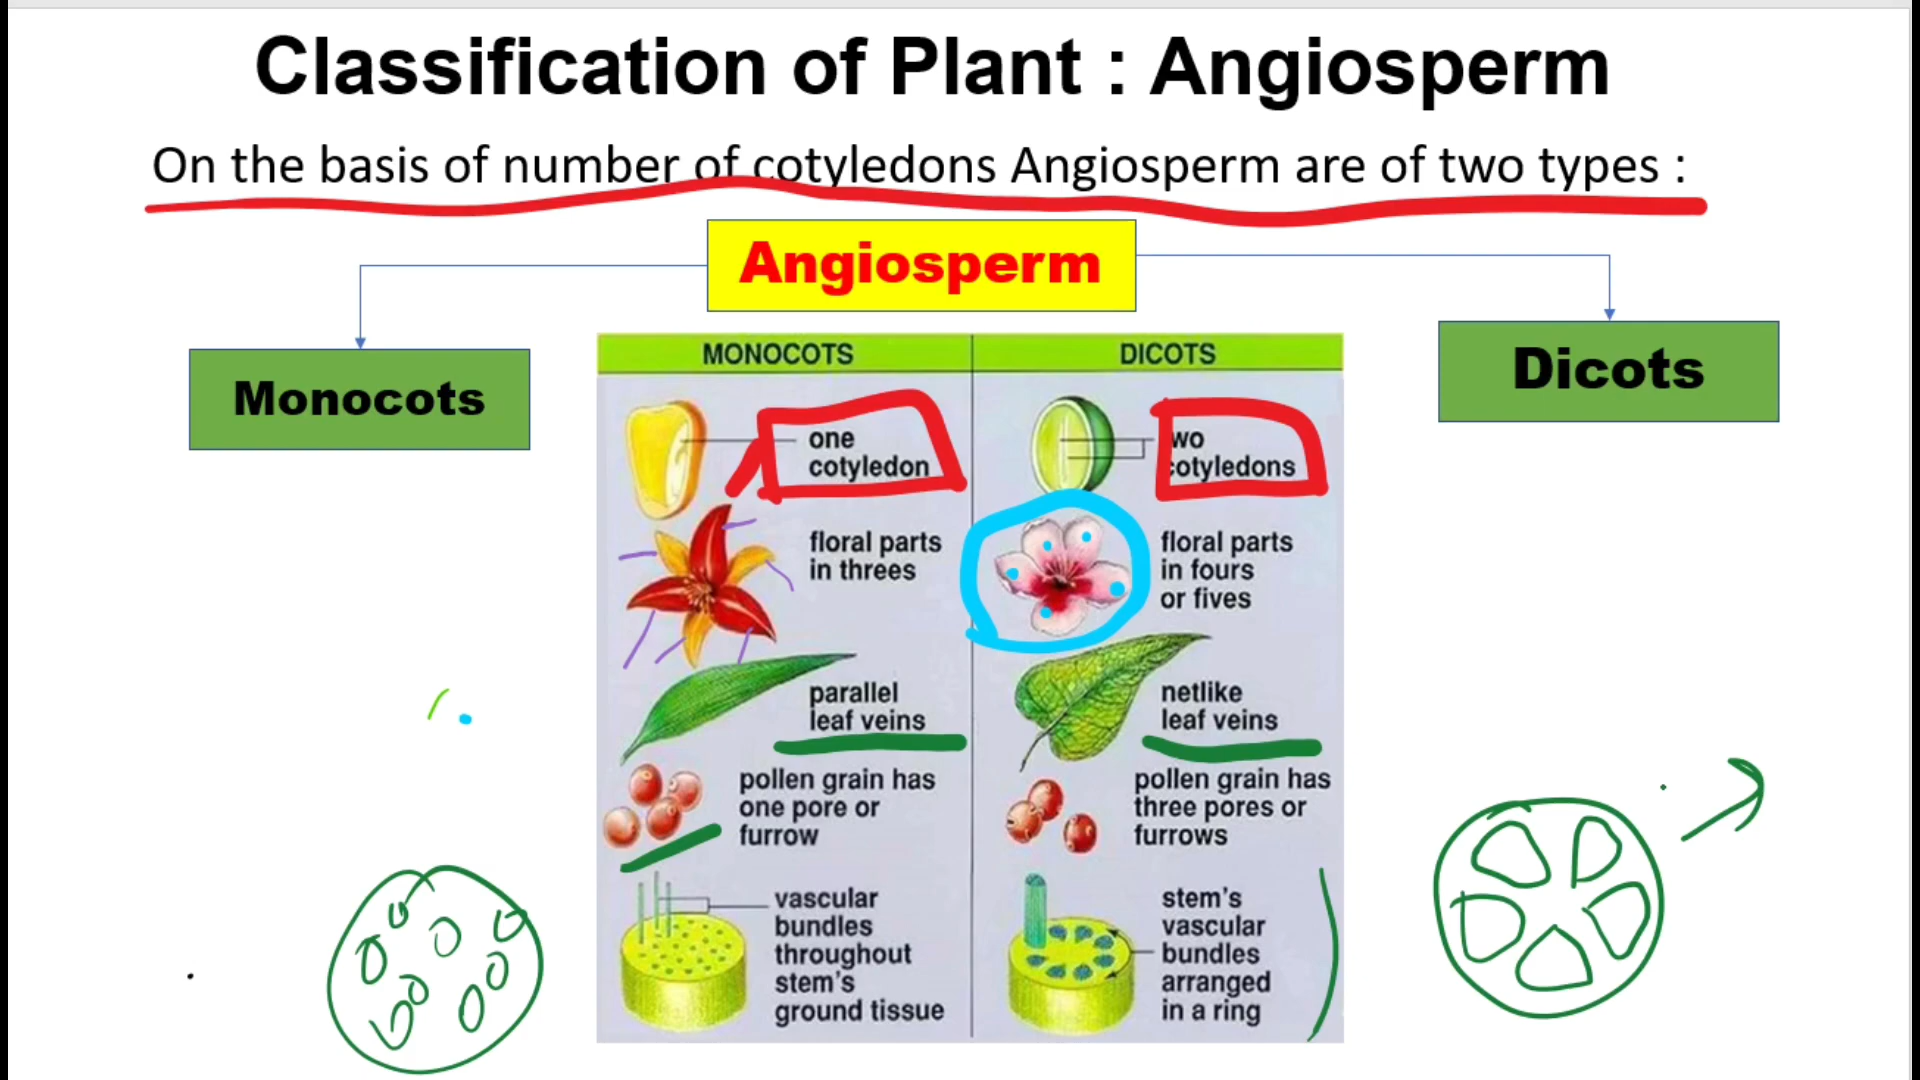 Classification of Plant : Angiosperm
On the basis of number of cotyledons Angiosperm are of two types :
Angiosperm
Monocots
Dicots
MONOCOTS
DICOTS
one
cotyledon
wo
cotyledons
floral parts
in threes
floral parts
in fours
or fives
parallel
leaf veins
netlike
leaf veins
pollen grain has
one pore or
furrow
pollen grain has
three pores or
furrows
vascular
bundles
throughout
stem's
ground tissue
stem's
vascular
bundles
arranged
in a ring